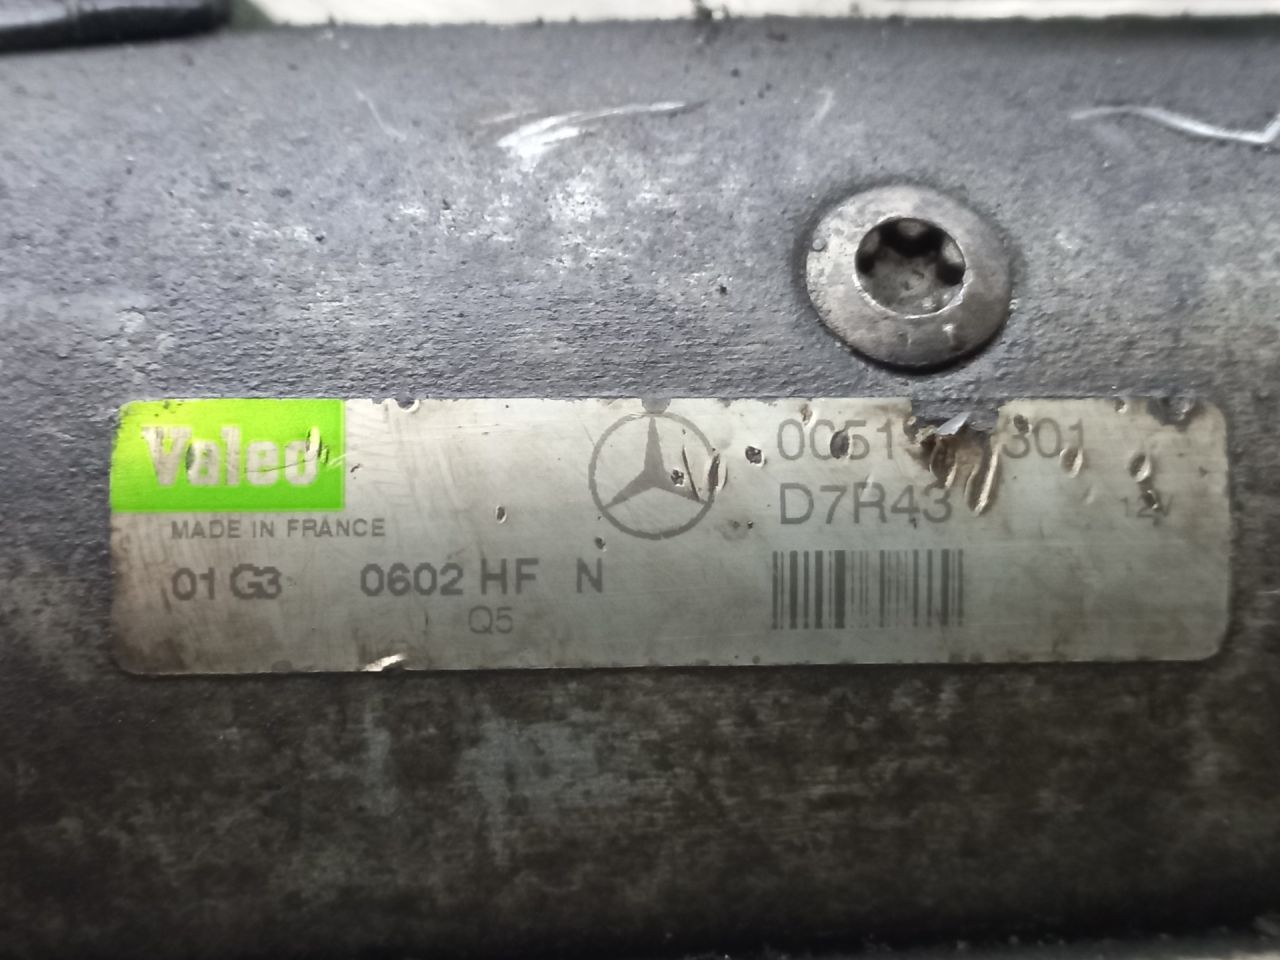 Valeo
MADE IN FRANCE
01 G3 0602 HF N
Q5
D7R43
12V